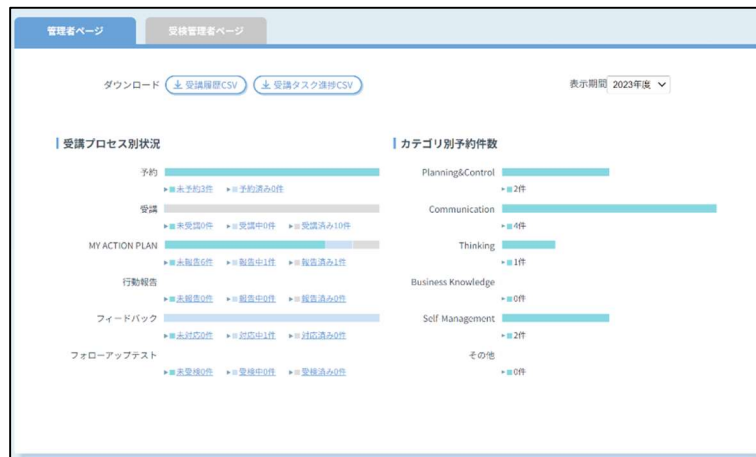 管理者ページ
受検管理者ページ
ダウンロード 受講履歴CSV 受講タスク進捗CSV
表示期間 2023年度
受講プロセス別状況
予約
未予約3件 予約済み0件
受講
未受講0件 受講中0件 受講済み10件
MY ACTION PLAN
未報告6件 報告中1件 報告済み1件
行動報告
未報告0件 報告中0件 報告済み0件
フィードバック
未対応0件 対応中1件 対応済み0件
フォローアップテスト
未受検0件 受検中0件 受検済み0件
カテゴリ別予約件数
Planning&Control
2件
Communication
4件
Thinking
1件
Business Knowledge
0件
Self Management
2件
その他
0件